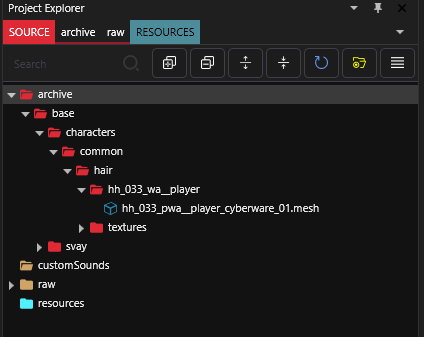 Project Explorer
SOURCE archive raw RESOURCES
Search
archive
base
characters
common
hair
hh_033_wa__player
hh_033_pwa__player_cyberware_01.mesh
textures
svay
customSounds
raw
resources